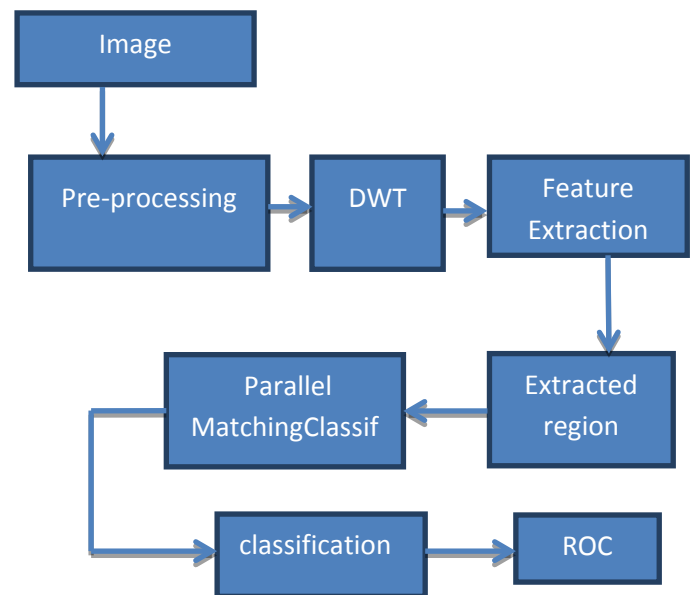 Image
Pre-processing
DWT
Feature
Extraction
Extracted
region
Parallel
MatchingClassif
classification
ROC